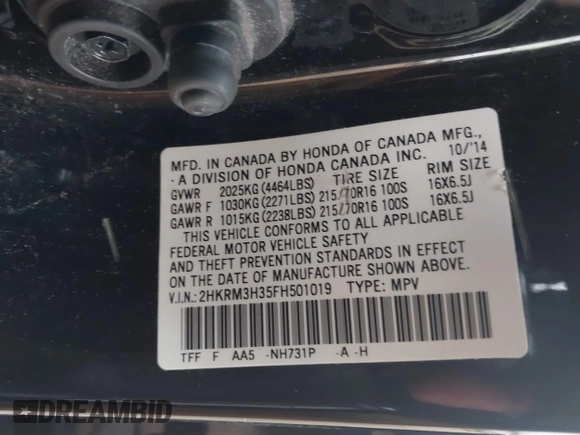 MFD. IN CANADA BY HONDA OF CANADA MFG.,
A DIVISION OF HONDA CANADA INC. 10/'14
GVWR 2025KG (4464LBS) TIRE SIZE RIM SIZE
GAWR F 1030KG (2271LBS) 215/70R16 100S 16X6.5J
GAWR R 1015KG (2238LBS) 215/70R16 100S 16X6.5J
THIS VEHICLE CONFORMS TO ALL APPLICABLE
FEDERAL MOTOR VEHICLE SAFETY
AND THEFT PREVENTION STANDARDS IN EFFECT
ON THE DATE OF MANUFACTURE SHOWN ABOVE.
V.I.N.: 2HKRM3H35FH501019 TYPE: MPV
TFF F AA5 -NH731P -A -H
DREAMBID